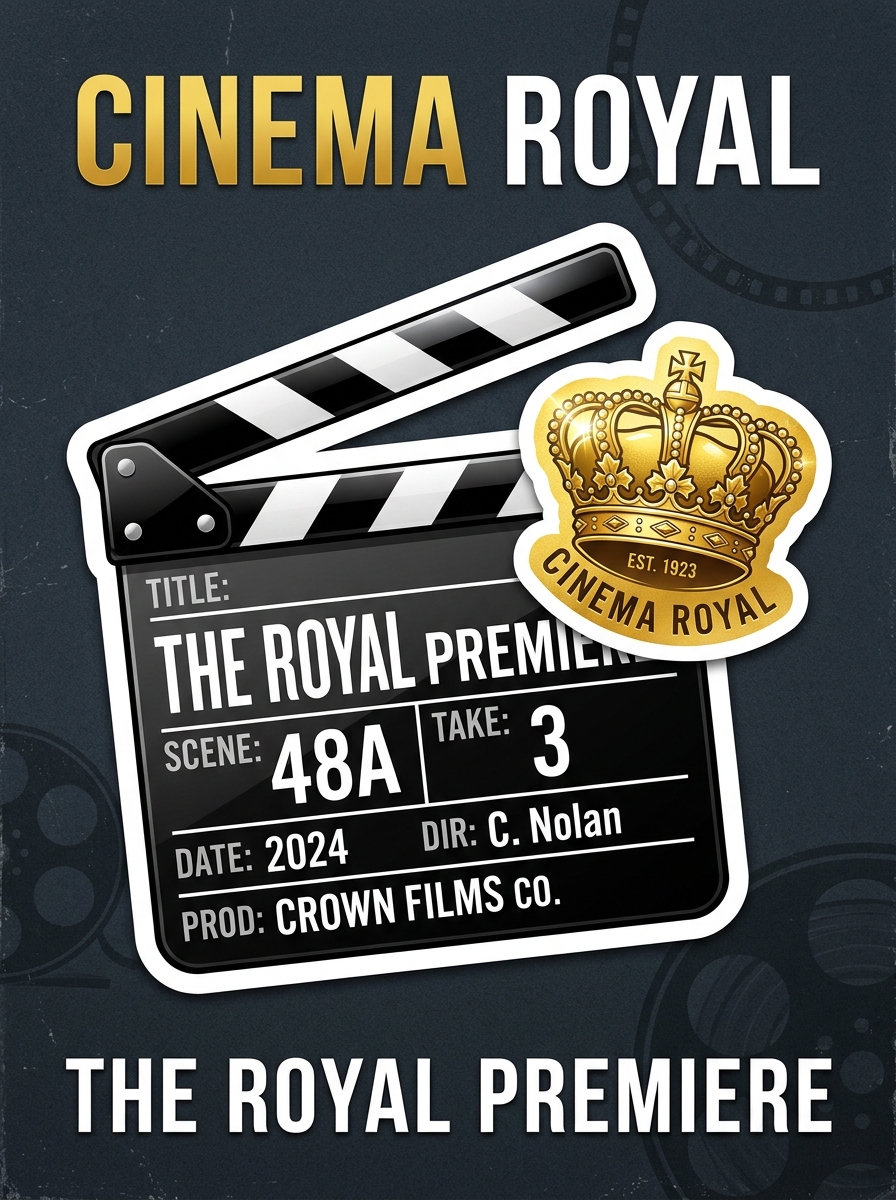 CINEMA ROYAL
EST. 1923
CINEMA ROYAL
TITLE:
THE ROYAL
SCENE: 48A TAKE: 3
DATE: 2024 DIR: C. Nolan
PROD: CROWN FILMS CO.
THE ROYAL PREMIERE